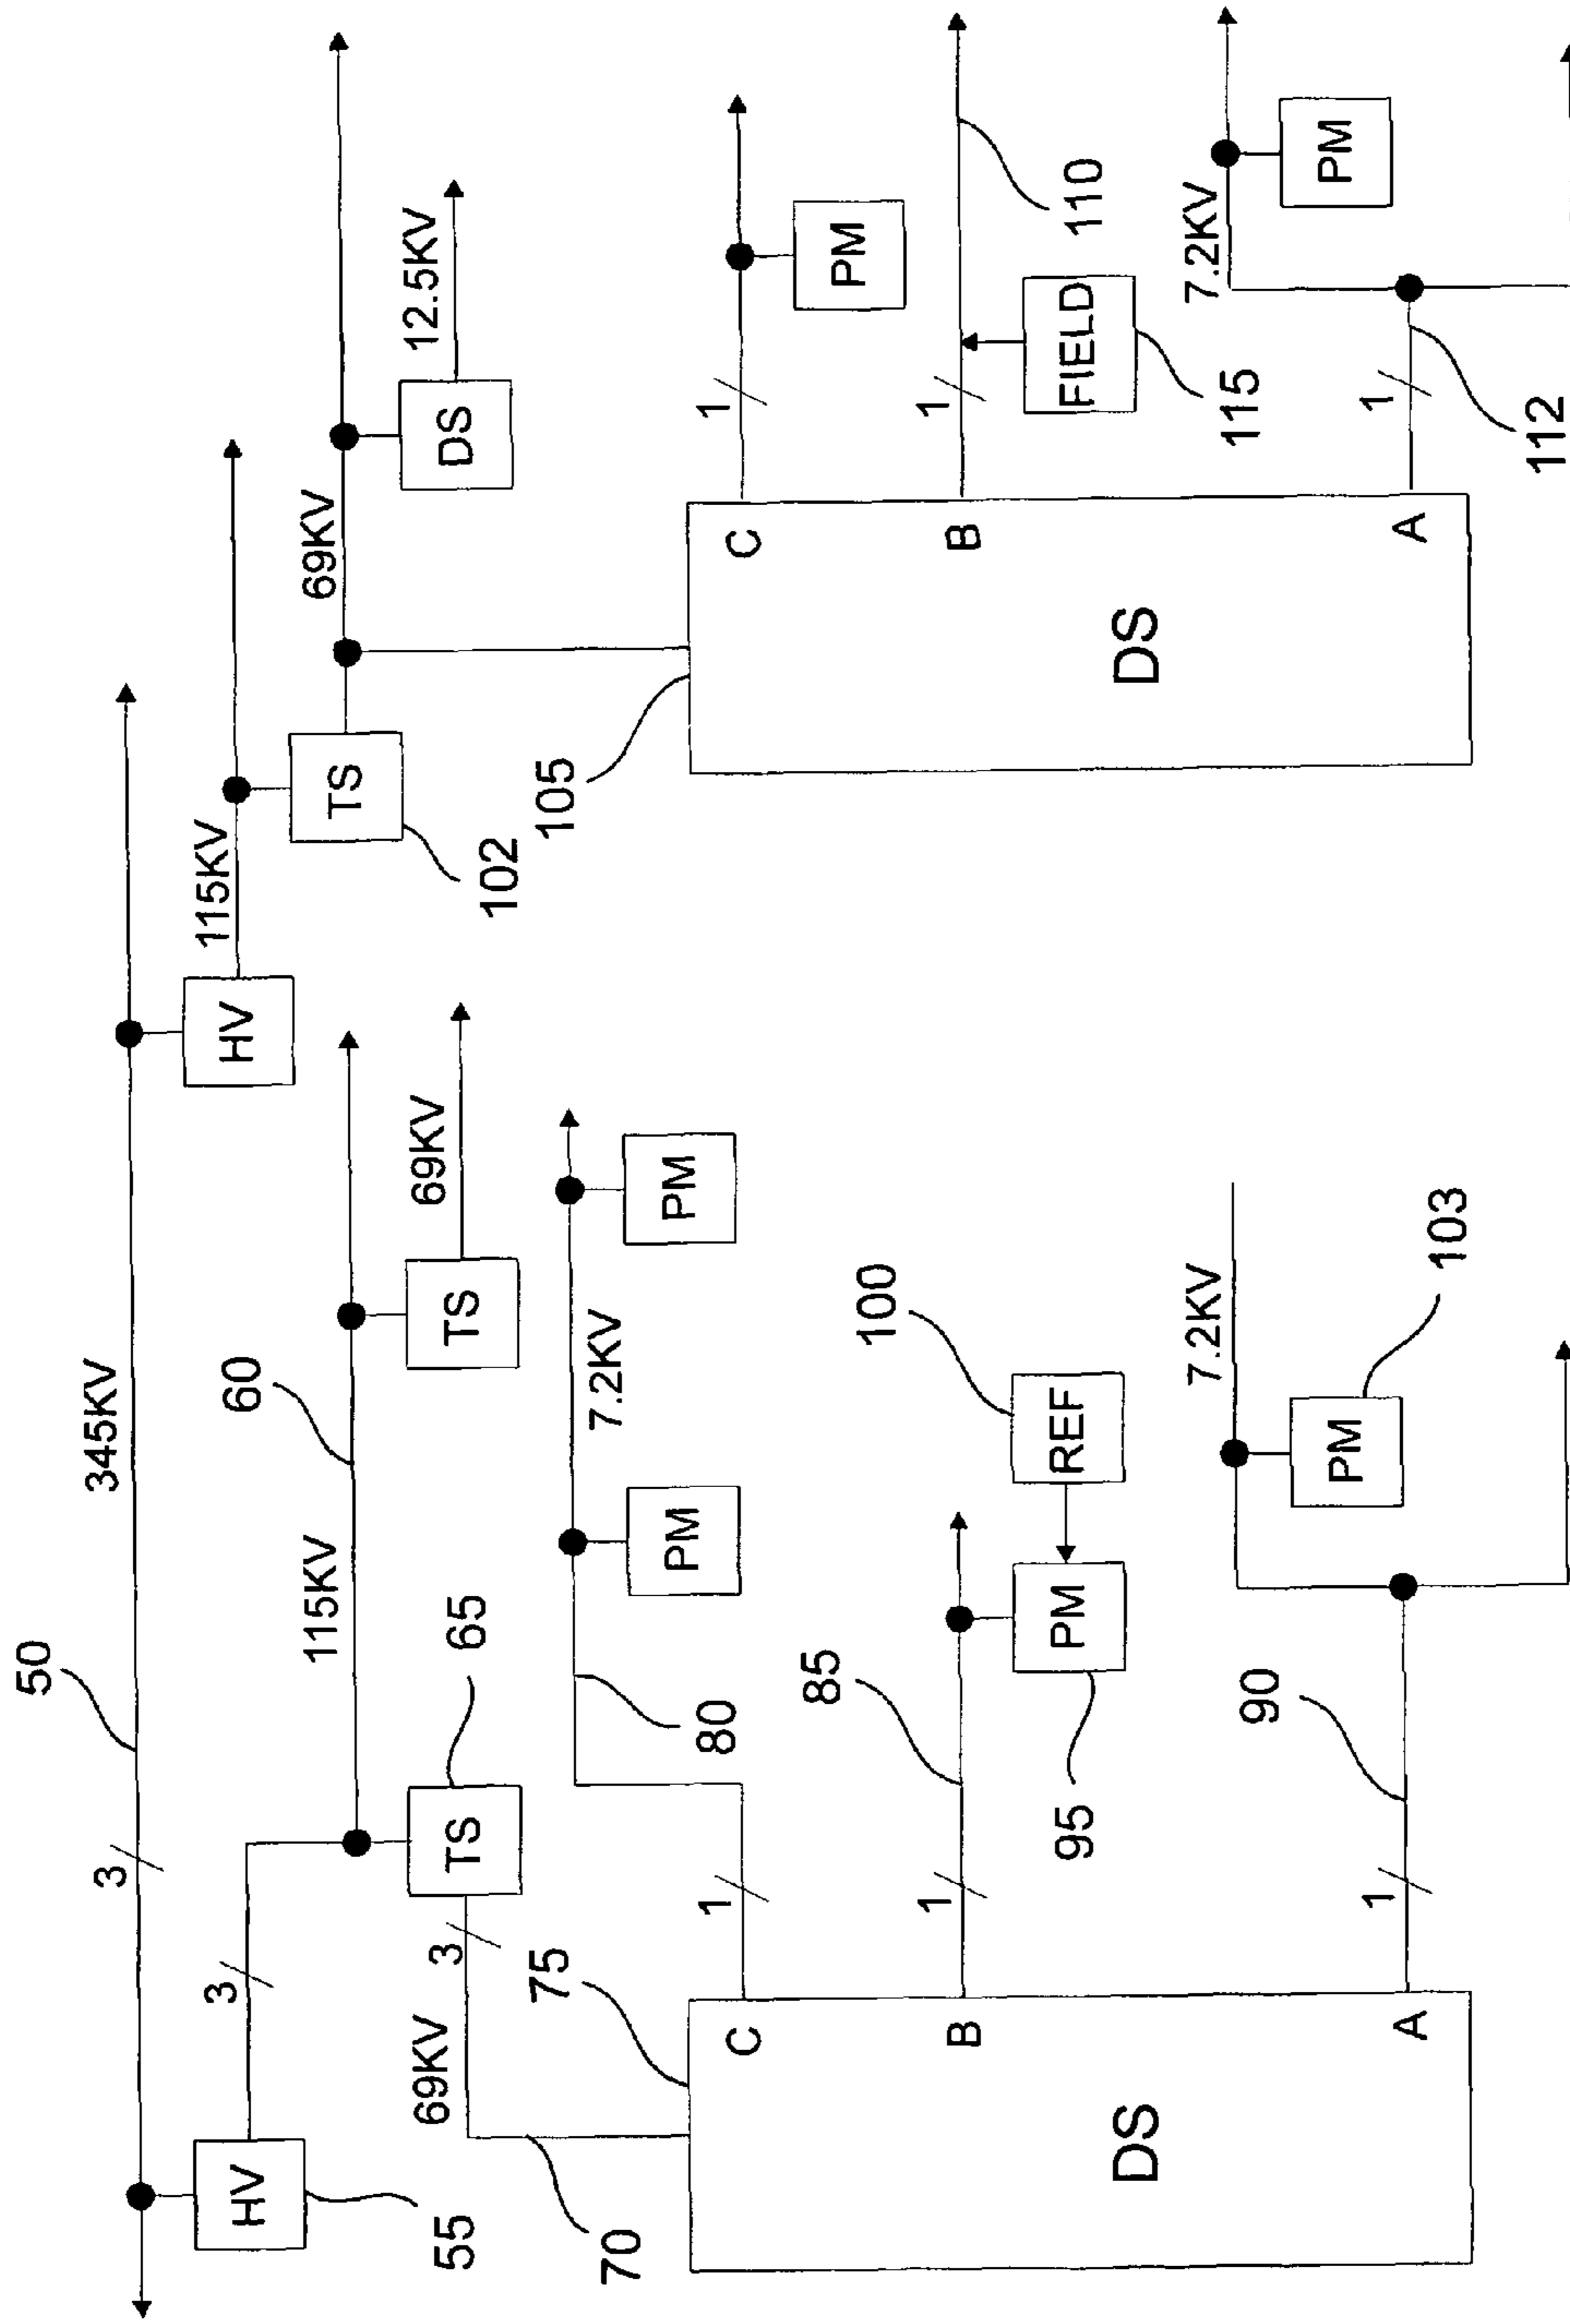 50
3
345KV
3
60
115KV
HV
HV
115KV
69KV
TS
55
69KV
3
TS
65
TS
69KV
102
DS
12.5KV
70
75
7.2KV
105
80
PM
PM
C
1
C
1
PM
85
100
B
1
B
1
DS
95
PM
REF
DS
FIELD
110
115
90
7.2KV
7.2KV
A
1
PM
103
A
1
PM
112